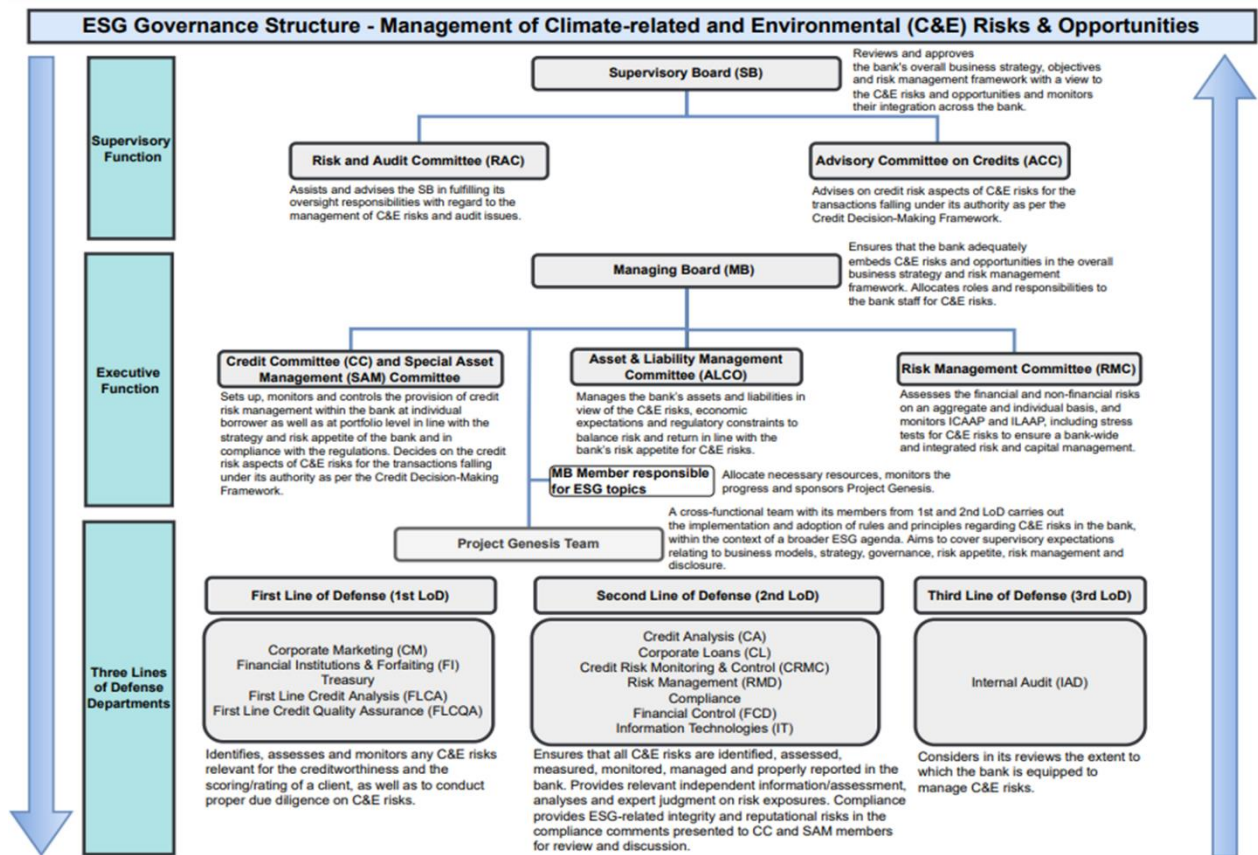 ESG Governance Structure - Management of Climate-related and Environmental (C&E) Risks & Opportunities
Supervisory
Function
Supervisory Board (SB)
Reviews and approves
the bank's overall business strategy, objectives
and risk management framework with a view to
the C&E risks and opportunities and monitors
their integration across the bank.
Risk and Audit Committee (RAC)
Assists and advises the SB in fulfilling its
oversight responsibilities with regard to the
management of C&E risks and audit issues.
Advisory Committee on Credits (ACC)
Advises on credit risk aspects of C&E risks for the
transactions falling under its authority as per the
Credit Decision-Making Framework.
Executive
Function
Managing Board (MB)
Ensures that the bank adequately
embeds C&E risks and opportunities in the overall
business strategy and risk management
framework. Allocates roles and responsibilities to
the bank staff for C&E risks.
Credit Committee (CC) and Special Asset
Management (SAM) Committee
Sets up, monitors and controls the provision of credit
risk management within the bank at individual
borrower as well as at portfolio level in line with the
strategy and risk appetite of the bank and in
compliance with the regulations. Decides on the credit
risk aspects of C&E risks for the transactions falling
under its authority as per the Credit Decision-Making
Framework.
Asset & Liability Management
Committee (ALCO)
Manages the bank's assets and liabilities in
view of the C&E risks, economic
expectations and regulatory constraints to
balance risk and return in line with the
bank's risk appetite for C&E risks.
Risk Management Committee (RMC)
Assesses the financial and non-financial risks
on an aggregate and individual basis, and
monitors ICAAP and ILAAP, including stress
tests for C&E risks to ensure a bank-wide
and integrated risk and capital management.
MB Member responsible
for ESG topics
Allocate necessary resources, monitors the
progress and sponsors Project Genesis.
Project Genesis Team
A cross-functional team with its members from 1st and 2nd LoD carries out
the implementation and adoption of rules and principles regarding C&E risks in the bank,
within the context of a broader ESG agenda. Aims to cover supervisory expectations
relating to business models, strategy, governance, risk appetite, risk management and
disclosure.
Three Lines
of Defense
Departments
First Line of Defense (1st LoD)
Corporate Marketing (CM)
Financial Institutions & Forfaiting (FI)
Treasury
First Line Credit Analysis (FLCA)
First Line Credit Quality Assurance (FLCQA)
Identifies, assesses and monitors any C&E risks
relevant for the creditworthiness and the
scoring/rating of a client, as well as to conduct
proper due diligence on C&E risks.
Second Line of Defense (2nd LoD)
Credit Analysis (CA)
Corporate Loans (CL)
Credit Risk Monitoring & Control (CRMC)
Risk Management (RMD)
Compliance
Financial Control (FCD)
Information Technologies (IT)
Ensures that all C&E risks are identified, assessed,
measured, monitored, managed and properly reported in the
bank. Provides relevant independent information/assessment,
analyses and expert judgment on risk exposures. Compliance
provides ESG-related integrity and reputational risks in the
compliance comments presented to CC and SAM members
for review and discussion.
Third Line of Defense (3rd LoD)
Internal Audit (IAD)
Considers in its reviews the extent to
which the bank is equipped to
manage C&E risks.